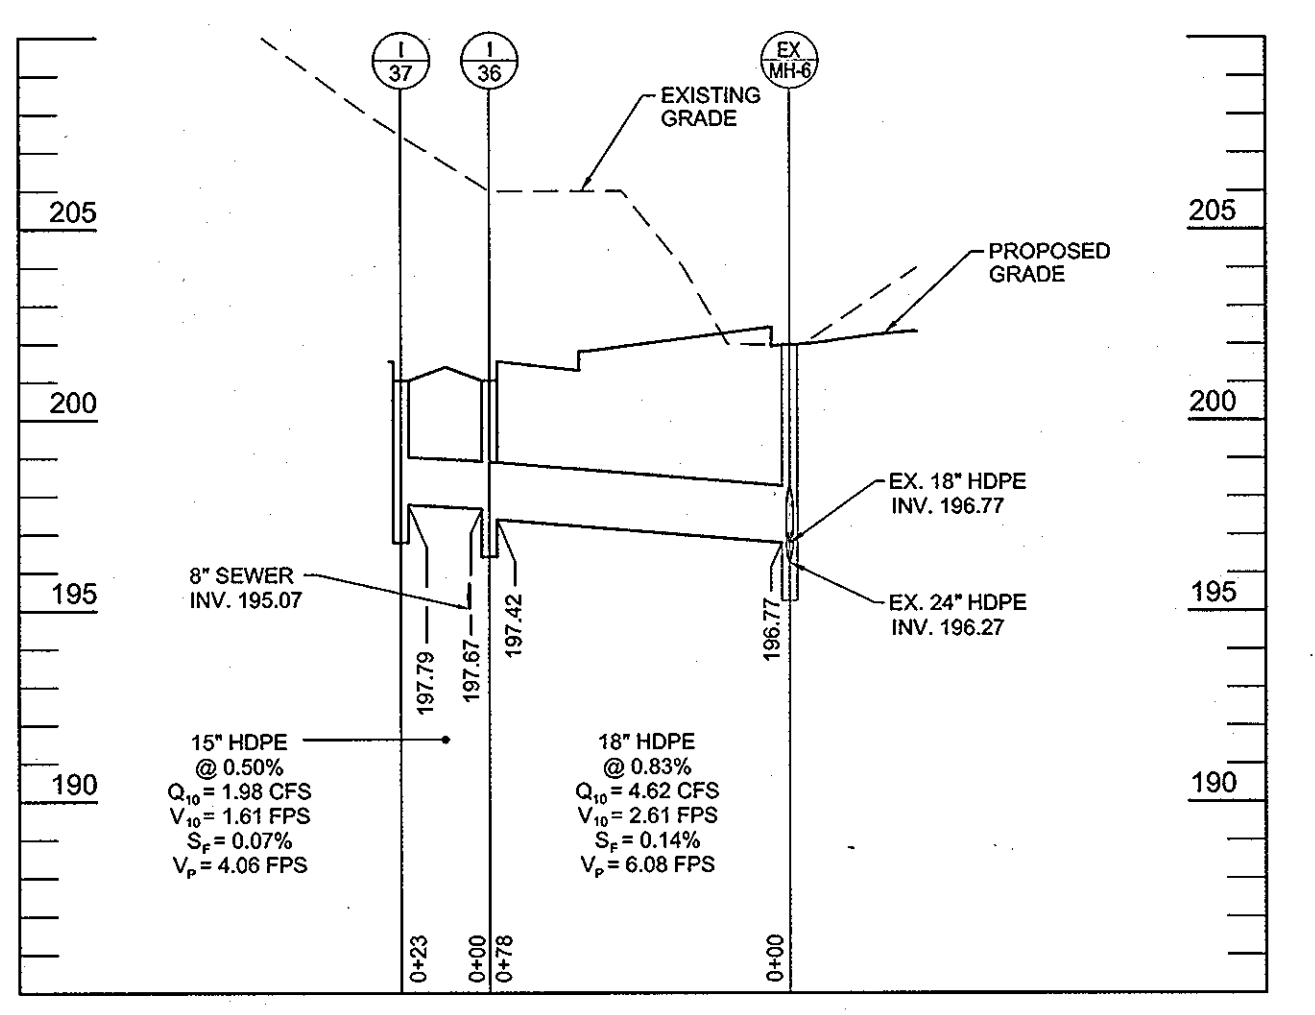 I
37
I
36
EX
MH-6
EXISTING
GRADE
205
205
PROPOSED
GRADE
200
200
EX. 18" HDPE
INV. 196.77
8" SEWER
INV. 195.07
195
195
EX. 24" HDPE
INV. 196.27
197.79
197.67
197.42
196.77
15" HDPE
@ 0.50%
Q10 = 1.98 CFS
V10 = 1.61 FPS
SF = 0.07%
VP = 4.06 FPS
18" HDPE
@ 0.83%
Q10 = 4.62 CFS
V10 = 2.61 FPS
SF = 0.14%
VP = 6.08 FPS
190
190
0+23
0+00
0+78
0+00